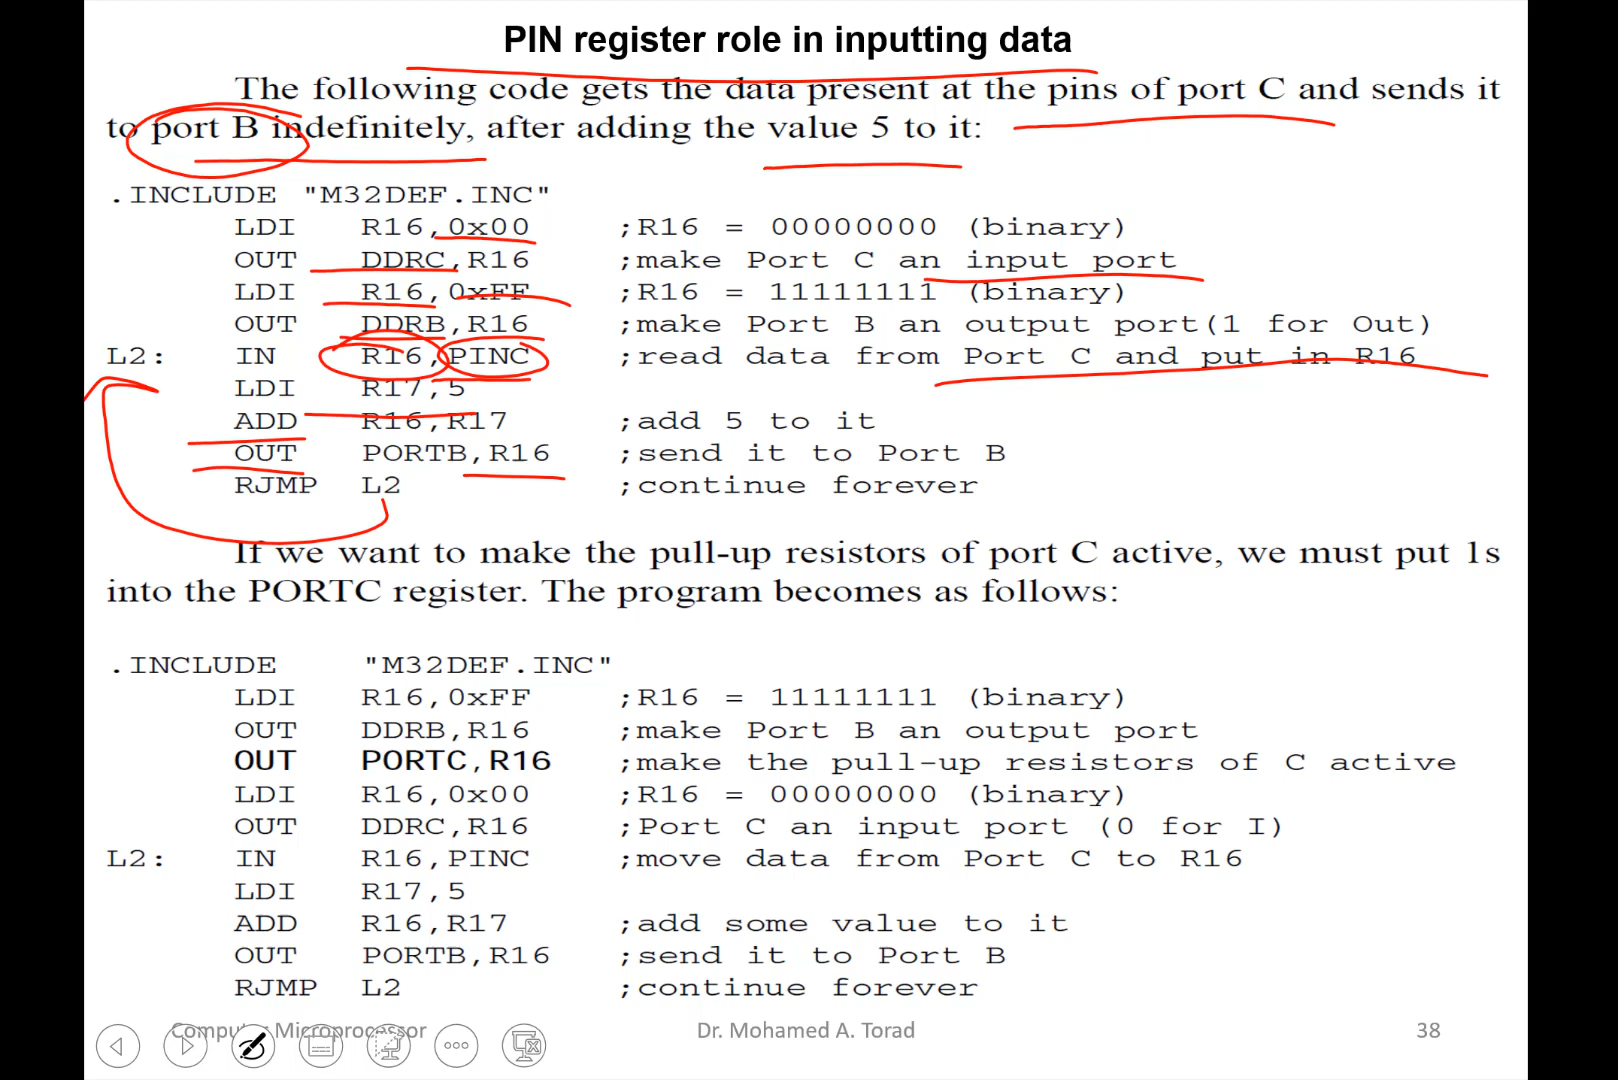 PIN register role in inputting data
The following code gets the data present at the pins of port C and sends it
to port B indefinitely, after adding the value 5 to it:
.INCLUDE "M32DEF.INC"
LDI R16,0x00 ;R16 = 00000000 (binary)
OUT DDRC,R16 ;make Port C an input port
LDI R16,0xFF ;R16 = 11111111 (binary)
OUT DDRB,R16 ;make Port B an output port(1 for Out)
L2: IN R16,PINC ;read data from Port C and put in R16
LDI R17,5
ADD R16,R17 ;add 5 to it
OUT PORTB,R16 ;send it to Port B
RJMP L2 ;continue forever
If we want to make the pull-up resistors of port C active, we must put 1s
into the PORTC register. The program becomes as follows:
.INCLUDE "M32DEF.INC"
LDI R16,0xFF ;R16 = 11111111 (binary)
OUT DDRB,R16 ;make Port B an output port
OUT PORTC,R16 ;make the pull-up resistors of C active
LDI R16,0x00 ;R16 = 00000000 (binary)
OUT DDRC,R16 ;Port C an input port (0 for I)
L2: IN R16,PINC ;move data from Port C to R16
LDI R17,5
ADD R16,R17 ;add some value to it
OUT PORTB,R16 ;send it to Port B
RJMP L2 ;continue forever
Computer Microprocessor Dr. Mohamed A. Torad 38